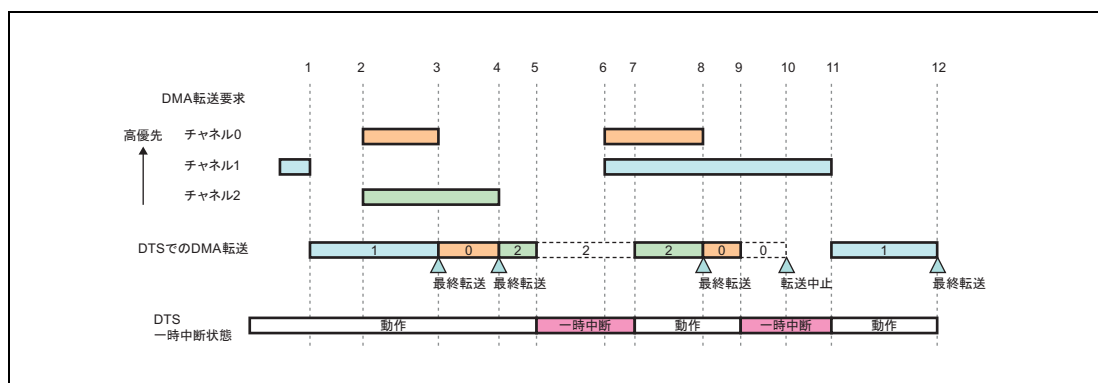 1 2 3 4 5 6 7 8 9 10 11 12
DMA転送要求
高優先
チャネル0
チャネル1
チャネル2
DTSでのDMA転送
1 0 2 2 2 0 0 1
最終転送 最終転送 最終転送 転送中止 最終転送
DTS
一時中断状態
動作 一時中断 動作 一時中断 動作